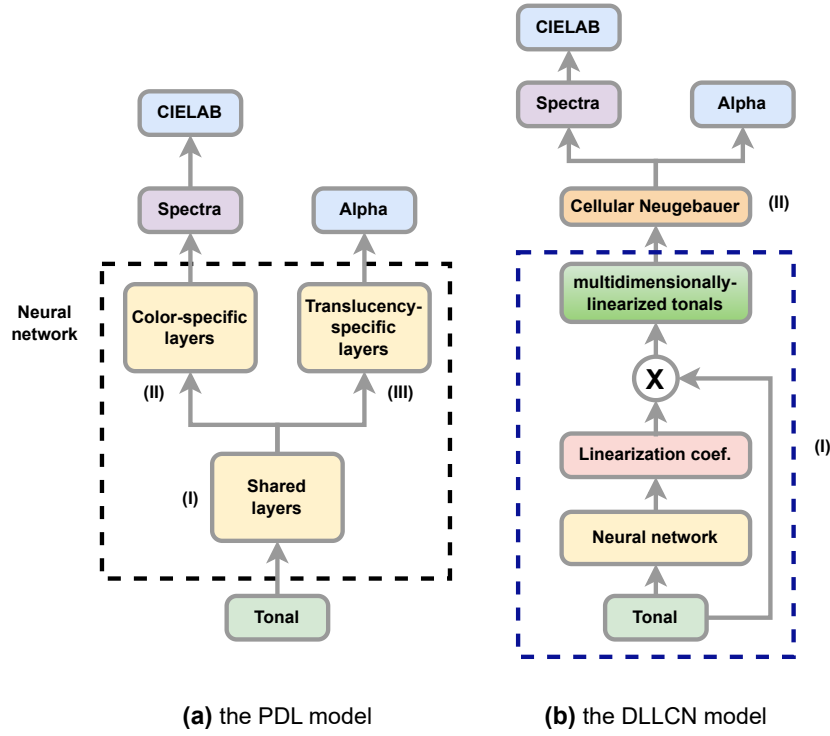 CIELAB
Spectra
Alpha
Neural
network
Color-specific
layers
Translucency-
specific
layers
(II)
(III)
(I)
Shared
layers
Tonal
(a) the PDL model
CIELAB
Spectra
Alpha
Cellular Neugebauer
(II)
multidimensionally-
linearized tonals
X
Linearization coef.
(I)
Neural network
Tonal
(b) the DLLCN model